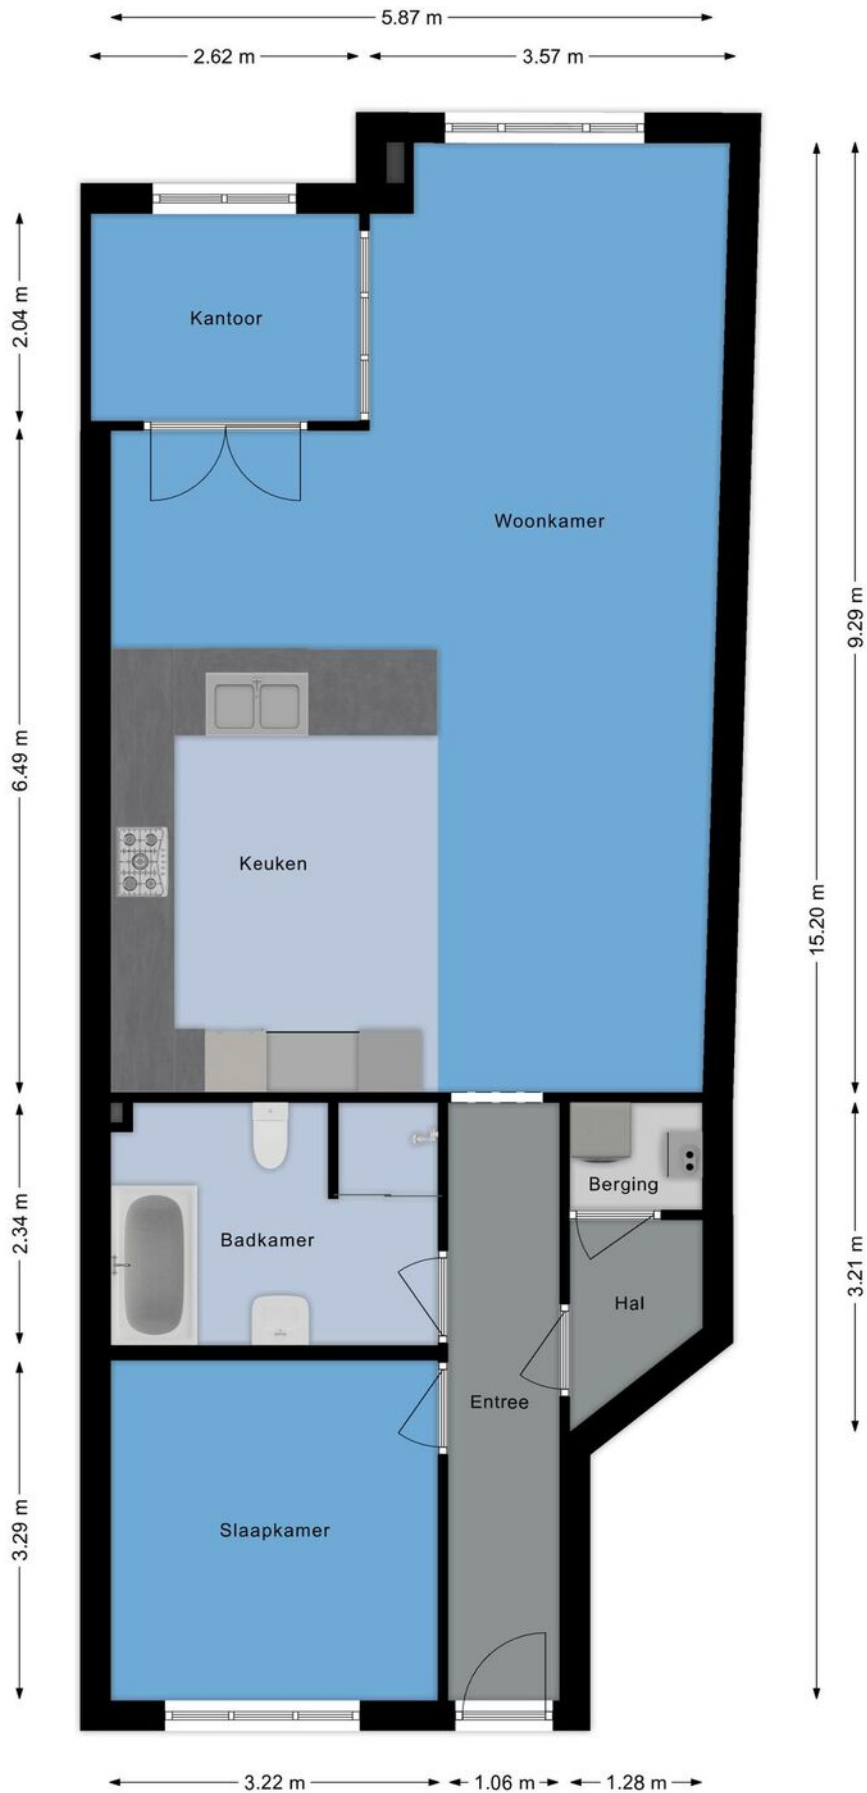 5.87 m
2.62 m
3.57 m
Kantoor
2.04 m
Woonkamer
9.29 m
6.49 m
Keuken
15.20 m
Berging
2.34 m
Badkamer
3.21 m
Hal
Entree
Slaapkamer
3.29 m
3.22 m
1.06 m
1.28 m